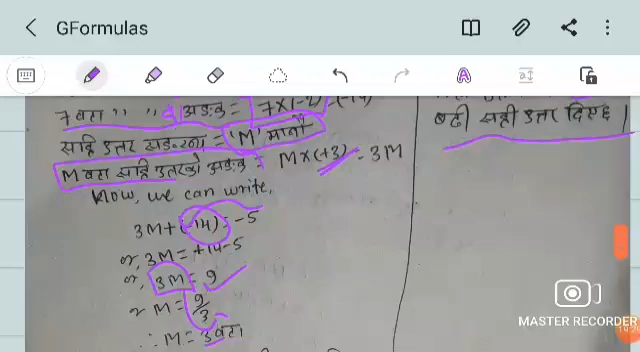 GFormulas
7 वटा " " अङ्क = 7×(-2) = (-14)
बटी सही उत्तर दिएछ ।
सहि उत्तर सङ्ख्या = 'M' मानौ
M वटा सहि उत्तरको अङ्क = M×(+3) = 3M
Now, we can write,
3M+(-14) = -5
or, 3M = +14-5
or, 3M = 9
or M = 9/3
∴ M = 3 वटा
MASTER RECORDER